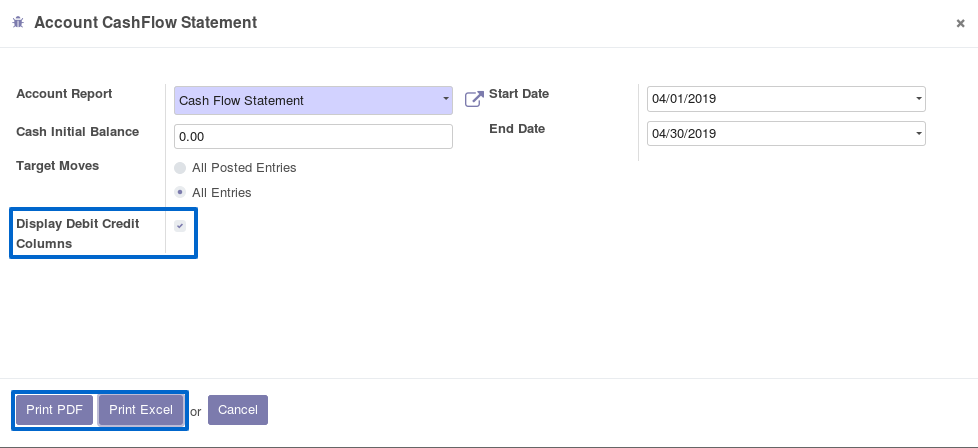 Account CashFlow Statement
Account Report
Cash Flow Statement
Start Date
04/01/2019
Cash Initial Balance
0.00
End Date
04/30/2019
Target Moves
All Posted Entries
All Entries
Display Debit Credit
Columns
Print PDF Print Excel or Cancel